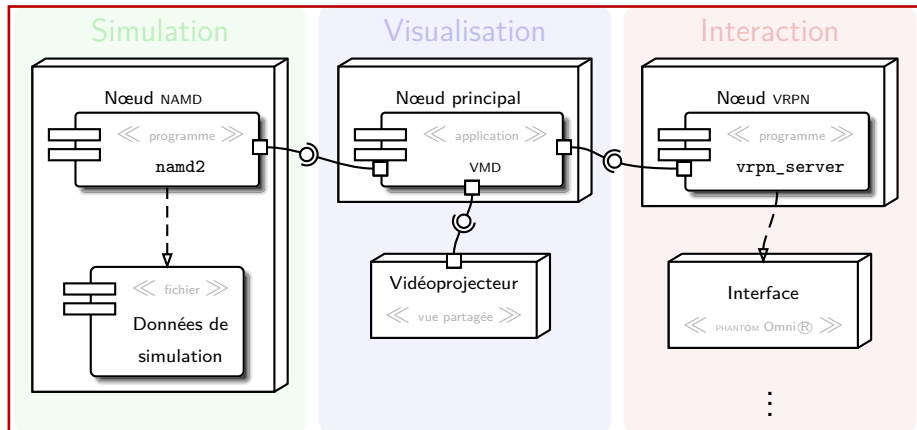 Simulation
Nœud NAMD
≪ programme ≫
namd2
≪ fichier ≫
Données de
simulation
Visualisation
Nœud principal
≪ application ≫
VMD
Vidéoprojecteur
≪ vue partagée ≫
Interaction
Nœud VRPN
≪ programme ≫
vrpn_server
Interface
≪ PHANTOM Omni® ≫
⋮